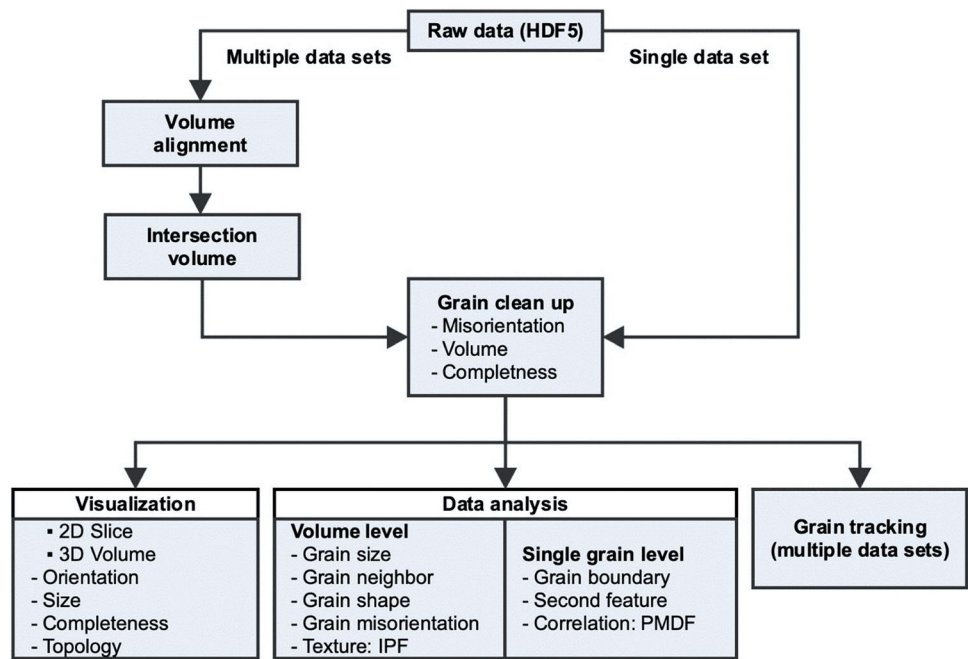 Raw data (HDF5)
Multiple data sets
Single data set
Volume
alignment
Intersection
volume
Grain clean up
- Misorientation
- Volume
- Completness
Visualization
▪ 2D Slice
▪ 3D Volume
- Orientation
- Size
- Completeness
- Topology
Data analysis
Volume level
- Grain size
- Grain neighbor
- Grain shape
- Grain misorientation
- Texture: IPF
Single grain level
- Grain boundary
- Second feature
- Correlation: PMDF
Grain tracking
(multiple data sets)